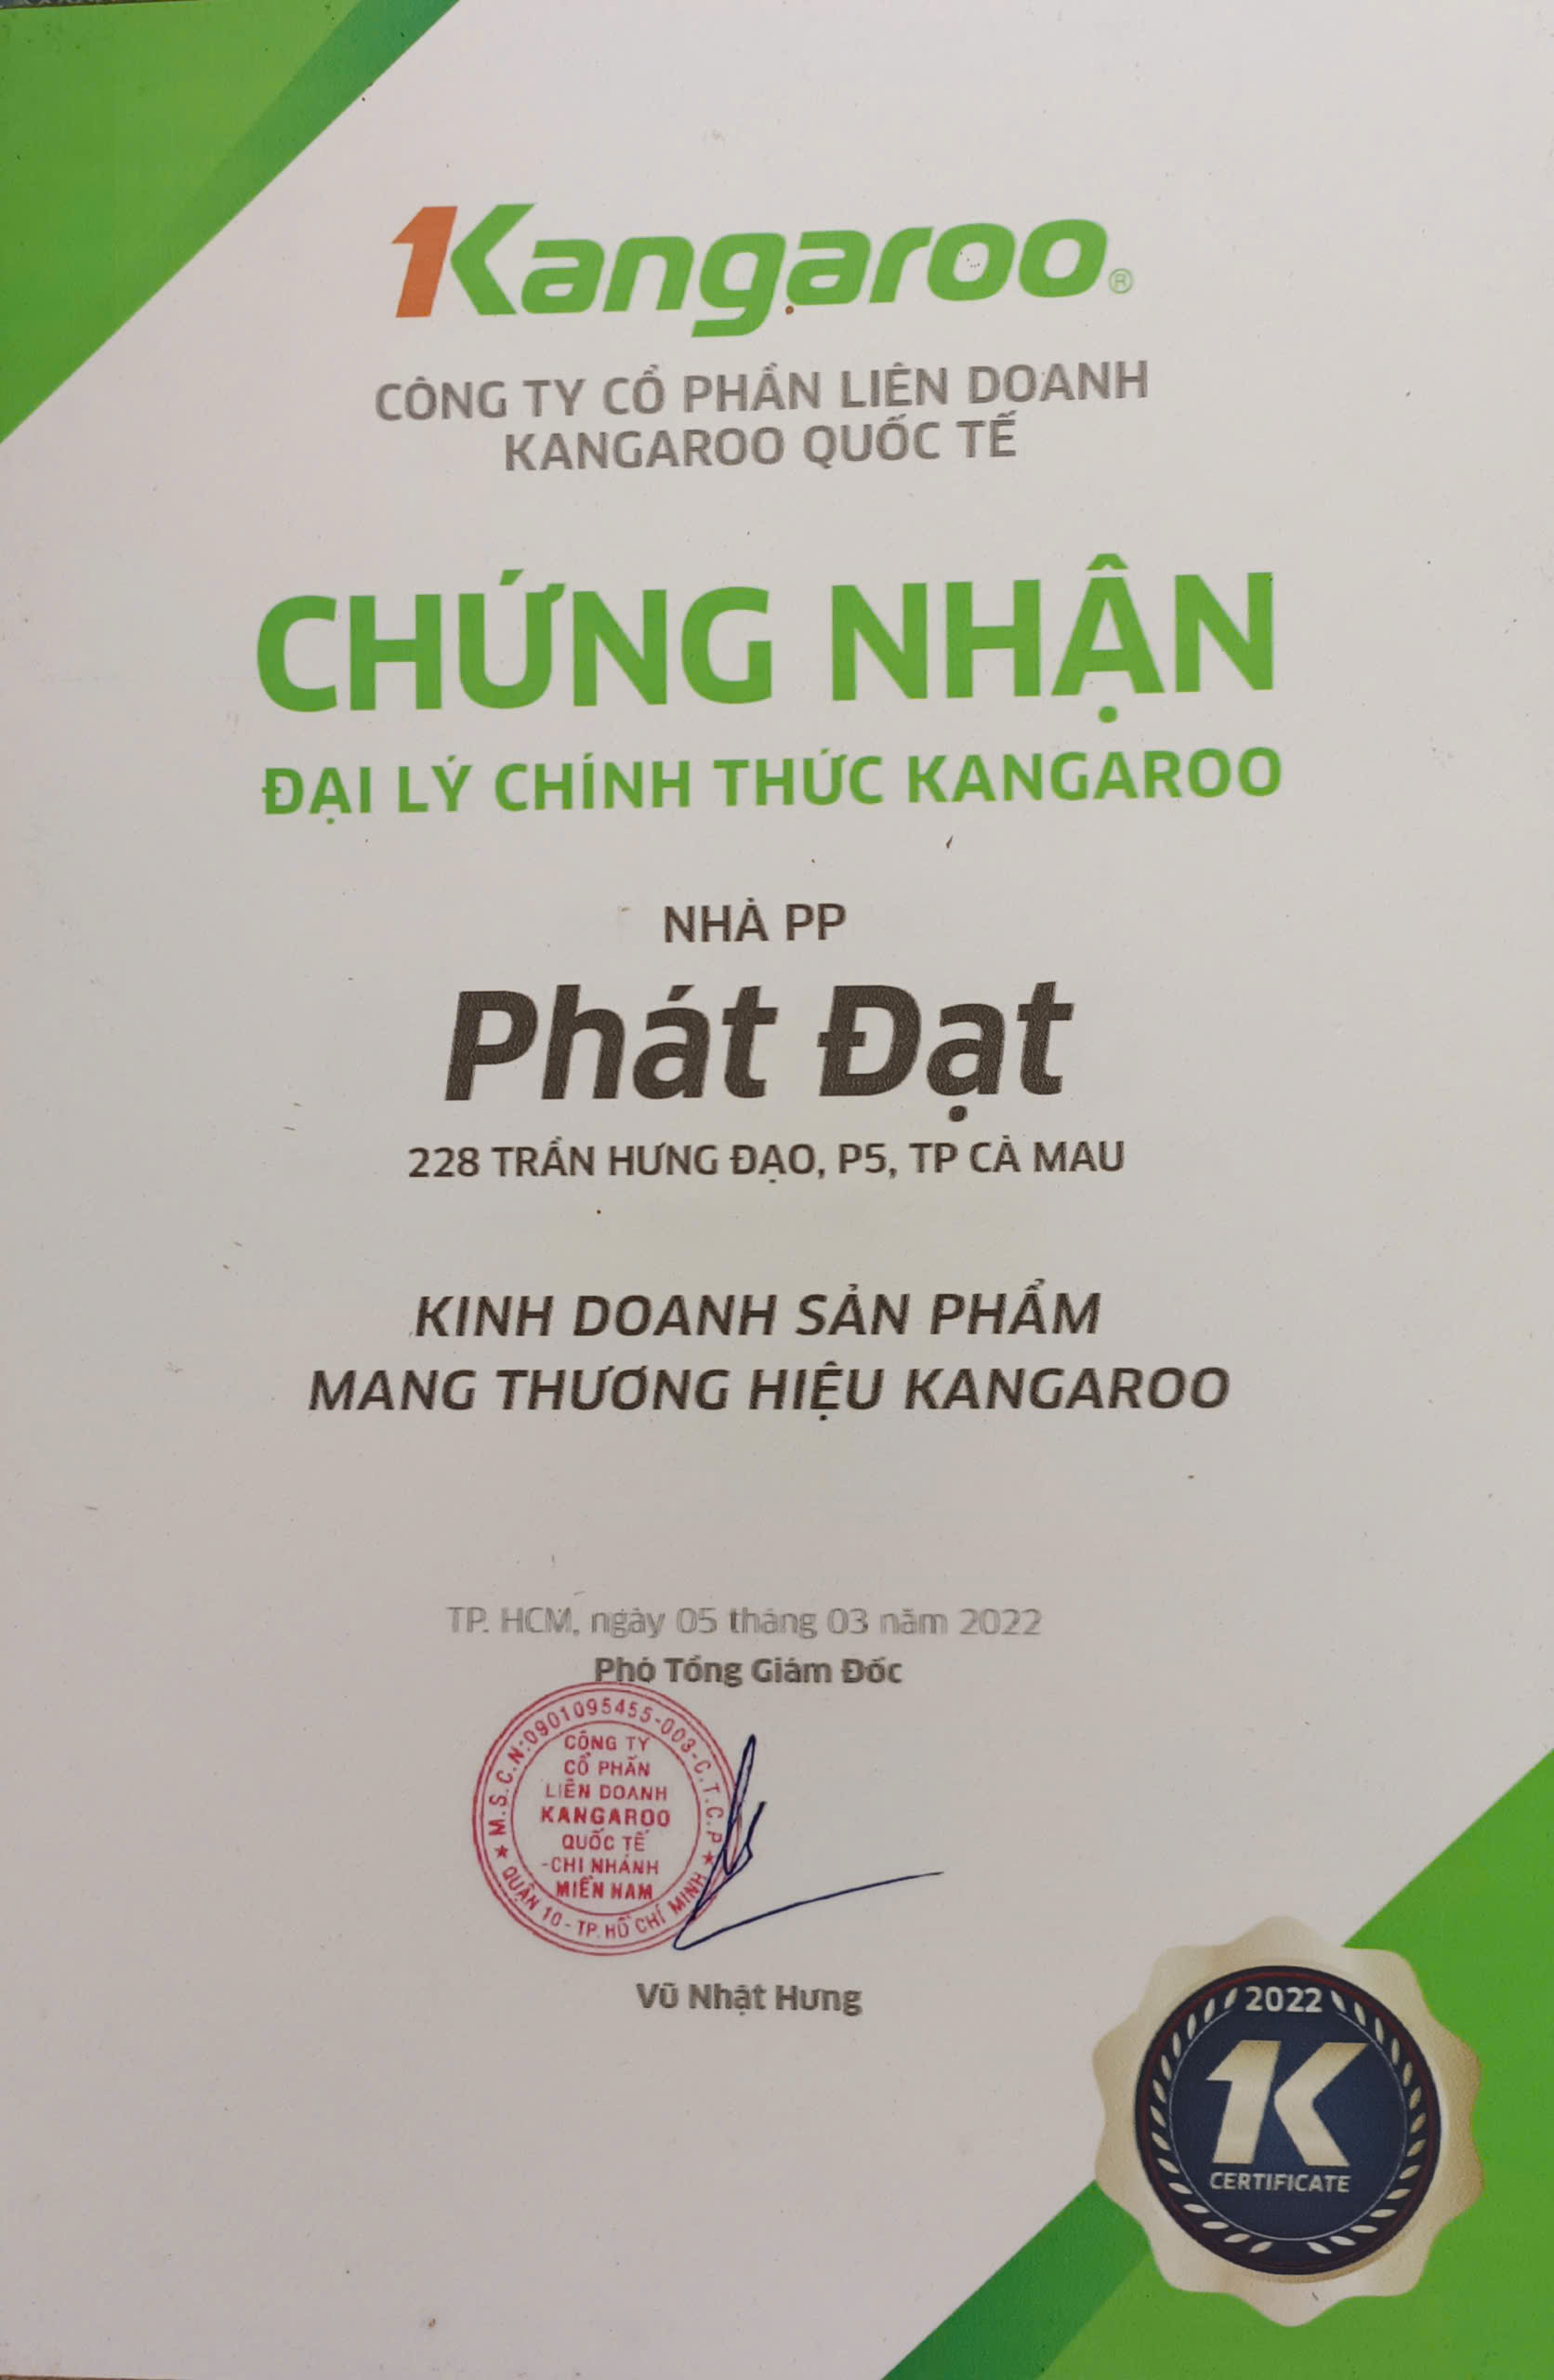 1Kangaroo®
CÔNG TY CỔ PHẦN LIÊN DOANH
KANGAROO QUỐC TẾ
CHỨNG NHẬN
ĐẠI LÝ CHÍNH THỨC KANGAROO
NHÀ PP
Phát Đạt
228 TRẦN HƯNG ĐẠO, P5, TP CÀ MAU
KINH DOANH SẢN PHẨM
MANG THƯƠNG HIỆU KANGAROO
TP. HCM, ngày 05 tháng 03 năm 2022
Phó Tổng Giám Đốc
M.S.C.N:0901095455-003-C.T.C.P
CÔNG TY
CỔ PHẦN
LIÊN DOANH
KANGAROO
QUỐC TẾ
-CHI NHÁNH
MIỀN NAM
QUẬN 10 - TP. HỒ CHÍ MINH
Vũ Nhật Hưng
2022
1K
CERTIFICATE